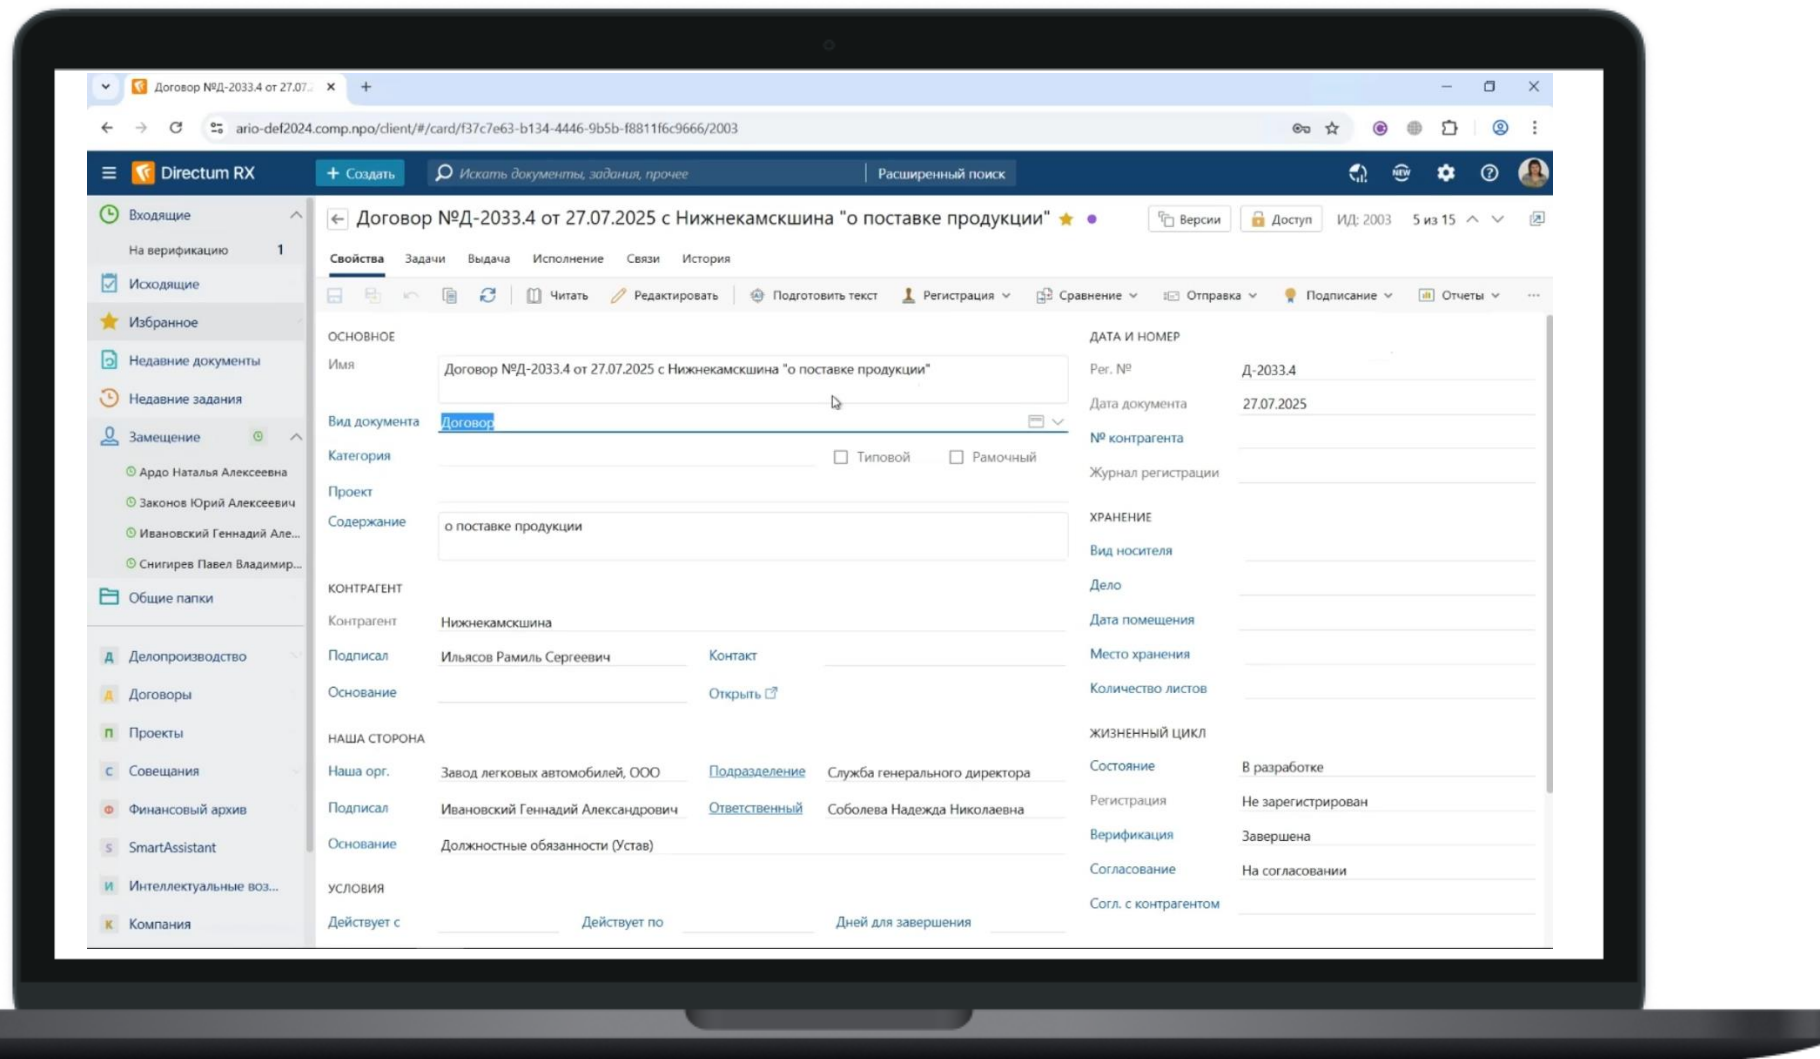 Договор №Д-2033.4 от 27.07.
ario-def2024.comp.npo/client/#/card/f37c7e63-b134-4446-9b5b-f8811f6c9666/2003
Directum RX
+ Создать
Искать документы, задания, прочее
Расширенный поиск
NEW
Входящие
На верификацию 1
Исходящие
Избранное
Недавние документы
Недавние задания
Замещение
Ардо Наталья Алексеевна
Законов Юрий Алексеевич
Ивановский Геннадий Але...
Снигирев Павел Владимир...
Общие папки
Д Делопроизводство
Д Договоры
П Проекты
С Совещания
Ф Финансовый архив
S SmartAssistant
И Интеллектуальные воз...
К Компания
Договор №Д-2033.4 от 27.07.2025 с Нижнекамскшина "о поставке продукции"
Версии
Доступ
ИД: 2003
5 из 15
Свойства Задачи Выдача Исполнение Связи История
Читать Редактировать Подготовить текст Регистрация Сравнение Отправка Подписание Отчеты ...
ОСНОВНОЕ
Имя Договор №Д-2033.4 от 27.07.2025 с Нижнекамскшина "о поставке продукции"
Вид документа Договор
Категория Типовой Рамочный
Проект
Содержание о поставке продукции
КОНТРАГЕНТ
Контрагент Нижнекамскшина
Подписал Ильясов Рамиль Сергеевич Контакт
Основание Открыть
НАША СТОРОНА
Наша орг. Завод легковых автомобилей, ООО Подразделение Служба генерального директора
Подписал Ивановский Геннадий Александрович Ответственный Соболева Надежда Николаевна
Основание Должностные обязанности (Устав)
УСЛОВИЯ
Действует с Действует по Дней для завершения
ДАТА И НОМЕР
Рег. № Д-2033.4
Дата документа 27.07.2025
№ контрагента
Журнал регистрации
ХРАНЕНИЕ
Вид носителя
Дело
Дата помещения
Место хранения
Количество листов
ЖИЗНЕННЫЙ ЦИКЛ
Состояние В разработке
Регистрация Не зарегистрирован
Верификация Завершена
Согласование На согласовании
Согл. с контрагентом